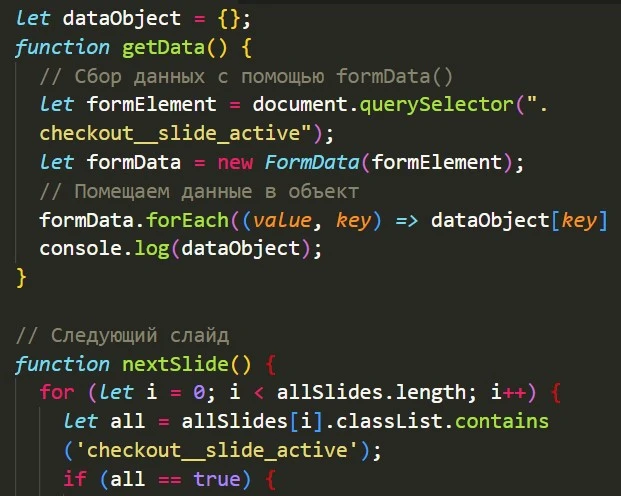 let dataObject = {};
function getData() {
// Сбор данных с помощью formData()
let formElement = document.querySelector(".
checkout__slide_active");
let formData = new FormData(formElement);
// Помещаем данные в объект
formData.forEach((value, key) => dataObject[key]
console.log(dataObject);
}
// Следующий слайд
function nextSlide() {
for (let i = 0; i < allSlides.length; i++) {
let all = allSlides[i].classList.contains
('checkout__slide_active');
if (all == true) {